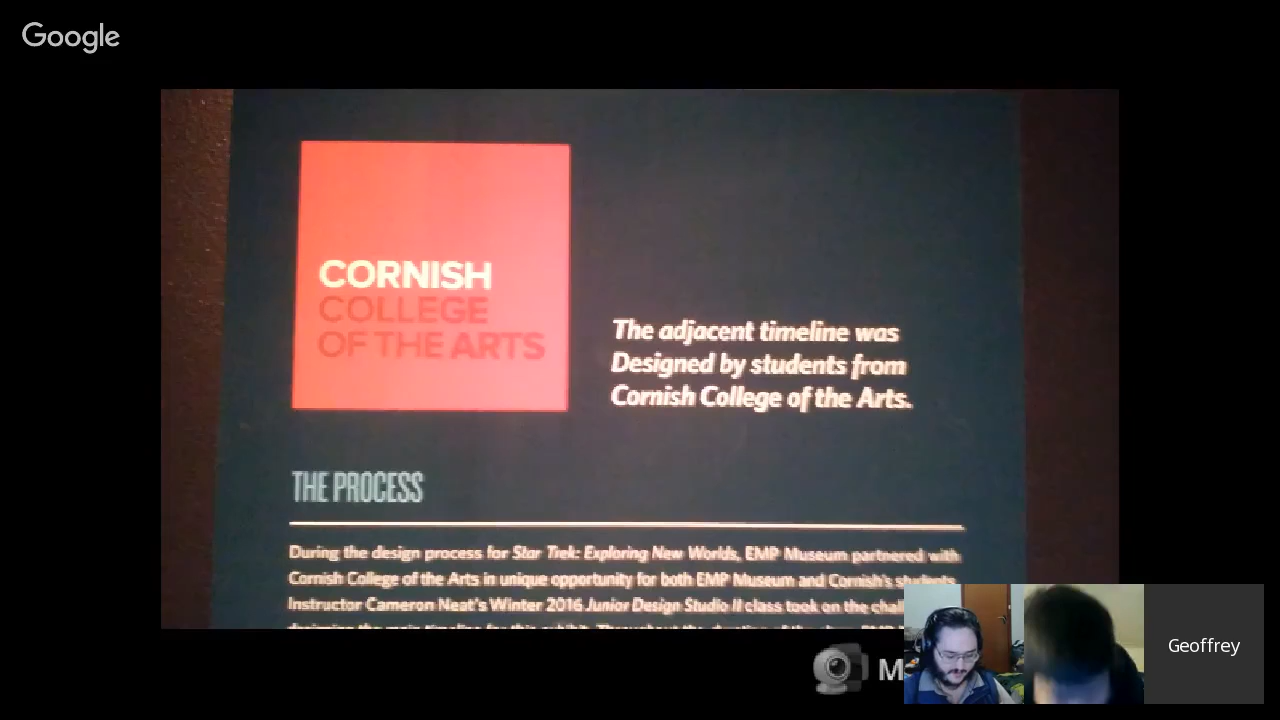 Google
CORNISH
COLLEGE
OF THE ARTS
The adjacent timeline was
Designed by students from
Cornish College of the Arts.
THE PROCESS
During the design process for Star Trek: Exploring New Worlds, EMP Museum partnered with
Cornish College of the Arts in unique opportunity for both EMP Museum and Cornish's students.
Instructor Cameron Neat's Winter 2016 Junior Design Studio II class took on the
M
Geoffrey